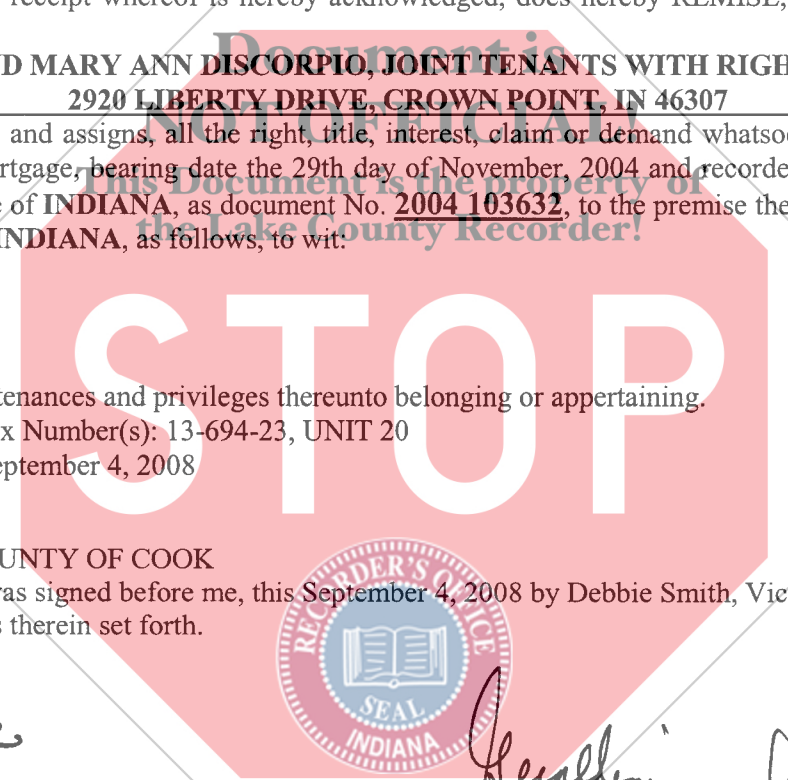 receipt whereof is hereby acknowledged, does hereby REMISE,
Document is
D MARY ANN DISCORPIO, JOINT TENANTS WITH RIGH
2920 LIBERTY DRIVE, CROWN POINT, IN 46307
NOT OFFICIAL!
and assigns, all the right, title, interest, claim or demand whatsoe
rtgage, bearing date the 29th day of November, 2004 and recorde
This Document is the property of
e of INDIANA, as document No. 2004 103632, to the premise the
the Lake County Recorder!
INDIANA, as follows, to wit:
STOP
tenances and privileges thereunto belonging or appertaining.
x Number(s): 13-694-23, UNIT 20
eptember 4, 2008
UNTY OF COOK
was signed before me, this September 4, 2008 by Debbie Smith, Vic
s therein set forth.
RECORDER'S OFFICE
SEAL
INDIANA